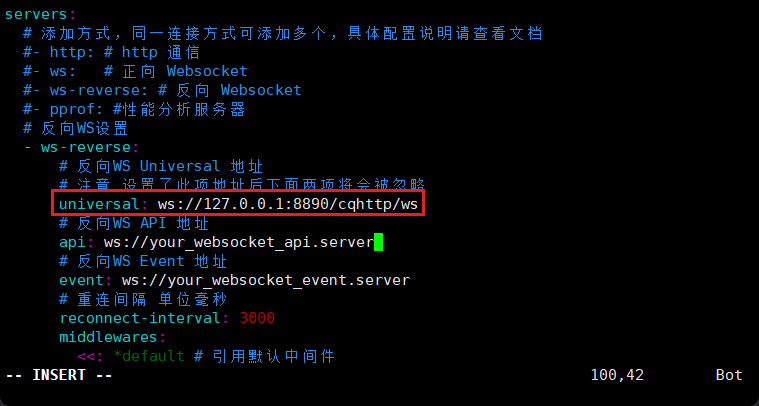 servers:
# 添加方式，同一连接方式可添加多个，具体配置说明请查看文档
#- http: # http 通信
#- ws:   # 正向 Websocket
#- ws-reverse: # 反向 Websocket
#- pprof: #性能分析服务器
# 反向WS设置
- ws-reverse:
# 反向WS Universal 地址
# 注意 设置了此项地址后下面两项将会被忽略
universal: ws://127.0.0.1:8890/cqhttp/ws
# 反向WS API 地址
api: ws://your_websocket_api.server
# 反向WS Event 地址
event: ws://your_websocket_event.server
# 重连间隔 单位毫秒
reconnect-interval: 3000
middlewares:
<<: *default # 引用默认中间件
-- INSERT -- 100,42 Bot